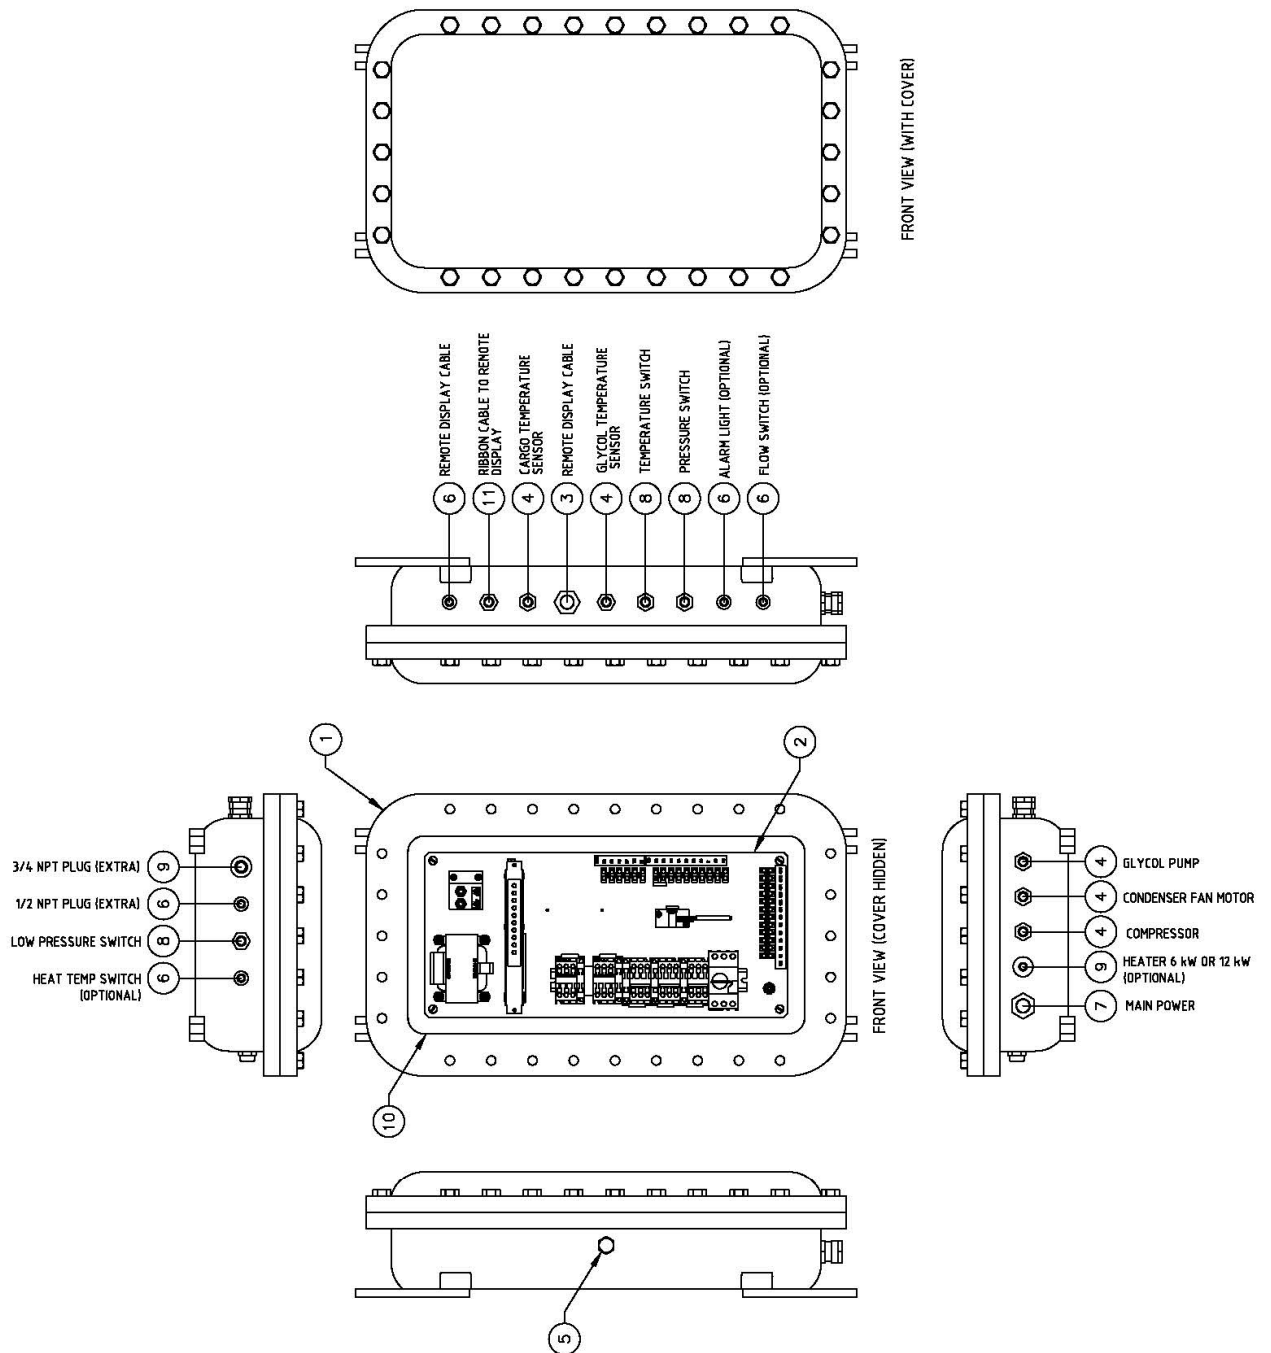 FRONT VIEW (WITH COVER)
6 REMOTE DISPLAY CABLE
11 RIBBON CABLE TO REMOTE
DISPLAY
4 CARGO TEMPERATURE
SENSOR
3 REMOTE DISPLAY CABLE
4 GLYCOL TEMPERATURE
SENSOR
8 TEMPERATURE SWITCH
8 PRESSURE SWITCH
6 ALARM LIGHT (OPTIONAL)
6 FLOW SWITCH (OPTIONAL)
1
2
3/4 NPT PLUG (EXTRA) 9
1/2 NPT PLUG (EXTRA) 6
LOW PRESSURE SWITCH 8
HEAT TEMP SWITCH 6
(OPTIONAL)
FRONT VIEW (COVER HIDDEN)
4 GLYCOL PUMP
4 CONDENSER FAN MOTOR
4 COMPRESSOR
9 HEATER 6 kW OR 12 kW
(OPTIONAL)
7 MAIN POWER
10
5